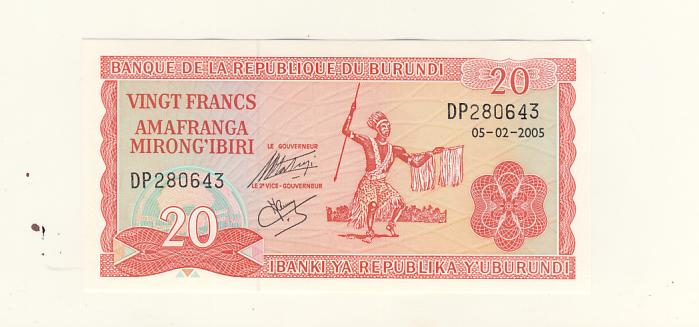 BANQUE DE LA REPUBLIQUE DU BURUNDI
20
VINGT FRANCS
AMAFRANGA
MIRONG'IBIRI
DP280643
05-02-2005
LE GOUVERNEUR
DP280643
LE 2e VICE-GOUVERNEUR
20
IBANKI YA REPUBLIKA Y'UBURUNDI